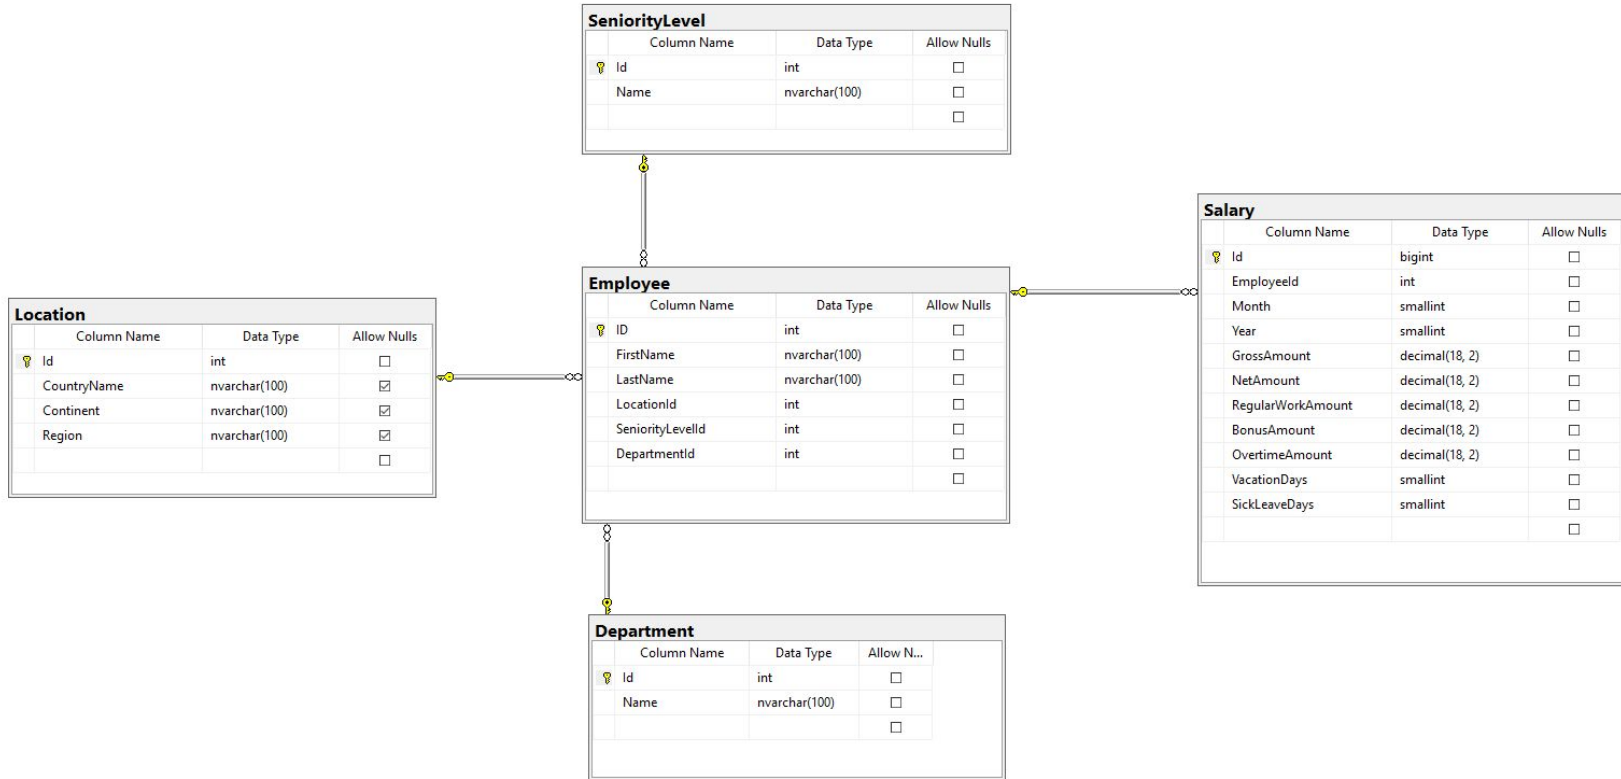 SeniorityLevel
Column Name Data Type Allow Nulls
Id int
Name nvarchar(100)
Salary
Column Name Data Type Allow Nulls
Id bigint
EmployeeId int
Month smallint
Year smallint
GrossAmount decimal(18, 2)
NetAmount decimal(18, 2)
RegularWorkAmount decimal(18, 2)
BonusAmount decimal(18, 2)
OvertimeAmount decimal(18, 2)
VacationDays smallint
SickLeaveDays smallint
Employee
Column Name Data Type Allow Nulls
ID int
FirstName nvarchar(100)
LastName nvarchar(100)
LocationId int
SeniorityLevelId int
DepartmentId int
Location
Column Name Data Type Allow Nulls
Id int
CountryName nvarchar(100)
Continent nvarchar(100)
Region nvarchar(100)
Department
Column Name Data Type Allow N...
Id int
Name nvarchar(100)